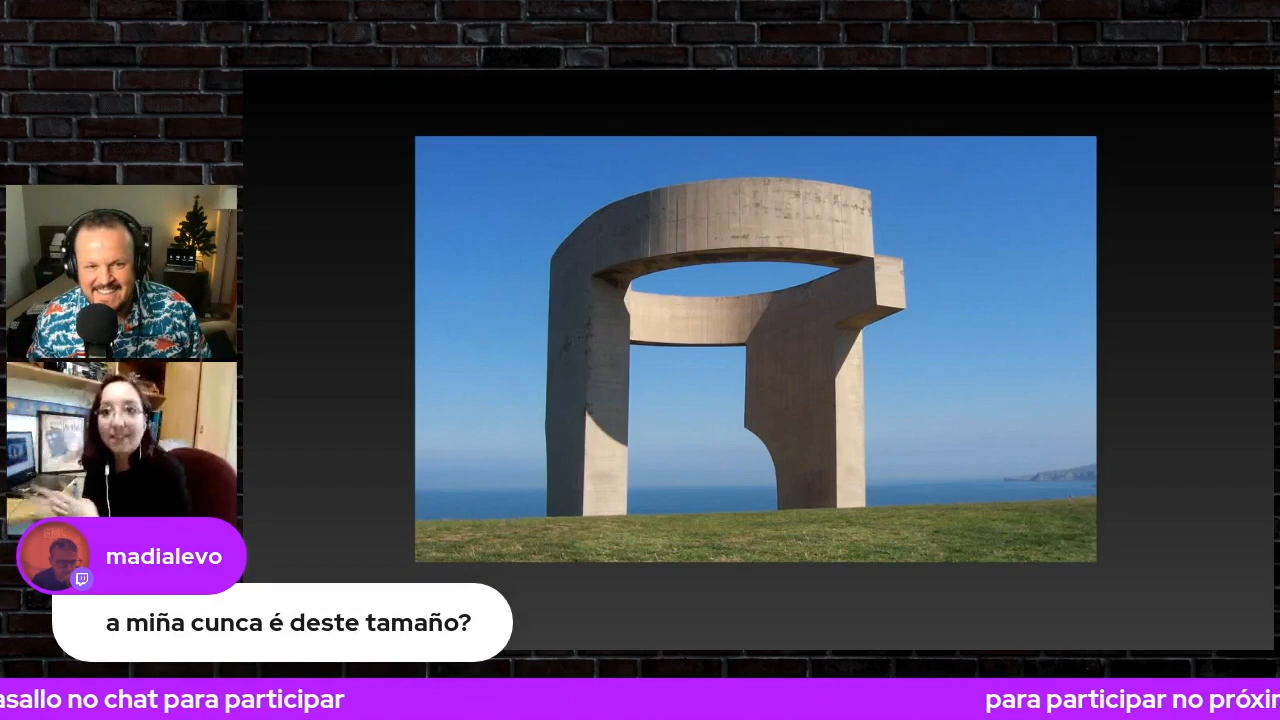 madialevo
a miña cunca é deste tamaño?
asallo no chat para participar
para participar no próxin